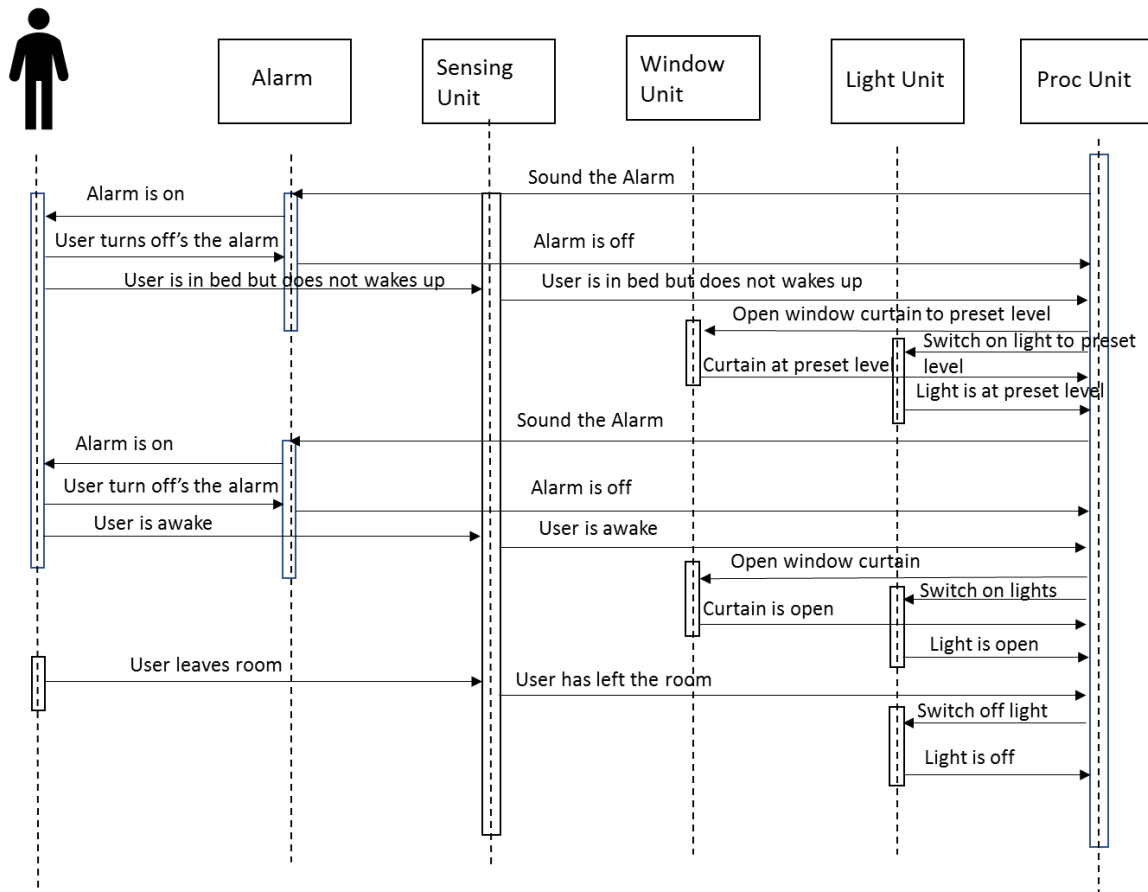 Alarm
Sensing
Unit
Window
Unit
Light Unit
Proc Unit
Sound the Alarm
Alarm is on
User turns off's the alarm
Alarm is off
User is in bed but does not wakes up
User is in bed but does not wakes up
Open window curtain to preset level
Switch on light to preset
level
Curtain at preset level
Light is at preset level
Sound the Alarm
Alarm is on
User turn off's the alarm
Alarm is off
User is awake
User is awake
Open window curtain
Switch on lights
Curtain is open
Light is open
User leaves room
User has left the room
Switch off light
Light is off